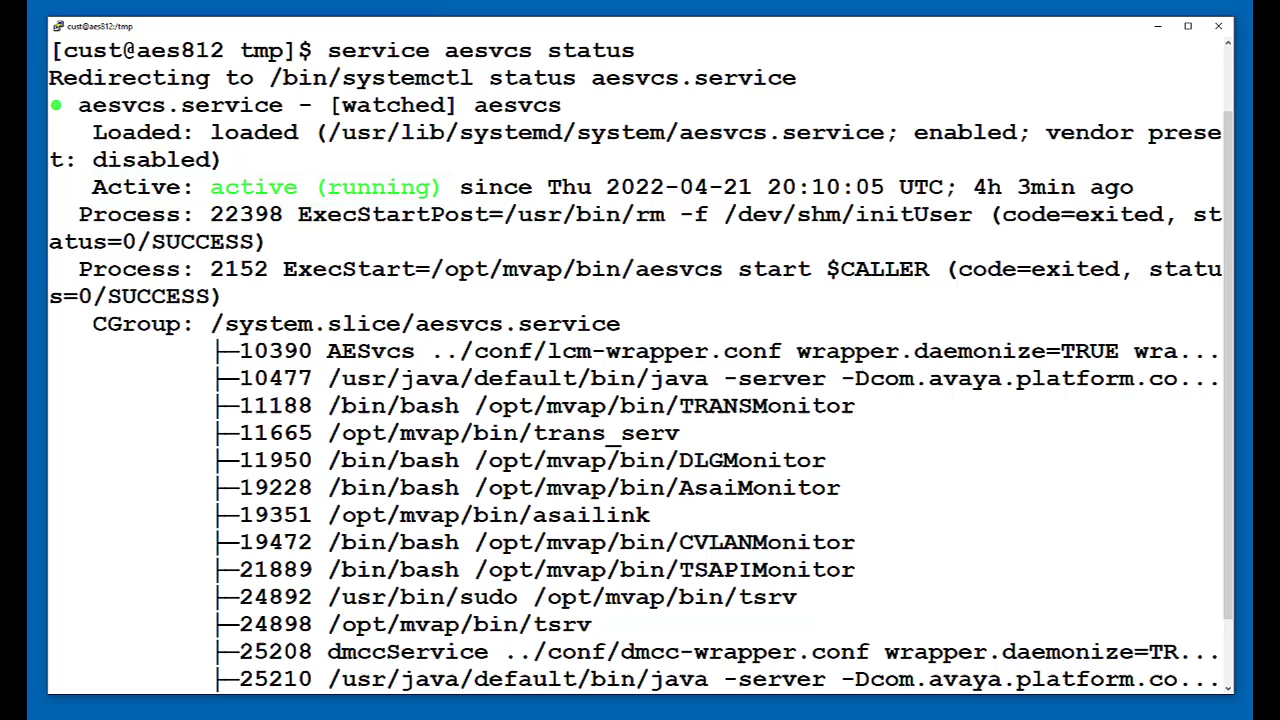 cust@aes812:/tmp
[cust@aes812 tmp]$ service aesvcs status
Redirecting to /bin/systemctl status aesvcs.service
● aesvcs.service - [watched] aesvcs
Loaded: loaded (/usr/lib/systemd/system/aesvcs.service; enabled; vendor prese
t: disabled)
Active: active (running) since Thu 2022-04-21 20:10:05 UTC; 4h 3min ago
Process: 22398 ExecStartPost=/usr/bin/rm -f /dev/shm/initUser (code=exited, st
atus=0/SUCCESS)
Process: 2152 ExecStart=/opt/mvap/bin/aesvcs start $CALLER (code=exited, statu
s=0/SUCCESS)
CGroup: /system.slice/aesvcs.service
├─10390 AESvcs ../conf/lcm-wrapper.conf wrapper.daemonize=TRUE wra...
├─10477 /usr/java/default/bin/java -server -Dcom.avaya.platform.co...
├─11188 /bin/bash /opt/mvap/bin/TRANSMonitor
├─11665 /opt/mvap/bin/trans_serv
├─11950 /bin/bash /opt/mvap/bin/DLGMonitor
├─19228 /bin/bash /opt/mvap/bin/AsaiMonitor
├─19351 /opt/mvap/bin/asailink
├─19472 /bin/bash /opt/mvap/bin/CVLANMonitor
├─21889 /bin/bash /opt/mvap/bin/TSAPIMonitor
├─24892 /usr/bin/sudo /opt/mvap/bin/tsrv
├─24898 /opt/mvap/bin/tsrv
├─25208 dmccService ../conf/dmcc-wrapper.conf wrapper.daemonize=TR...
├─25210 /usr/java/default/bin/java -server -Dcom.avaya.platform.co...